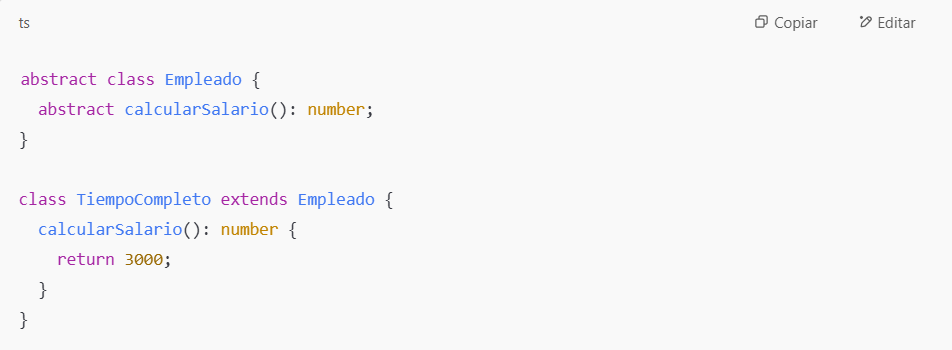 ts
Copiar
Editar
abstract class Empleado {
  abstract calcularSalario(): number;
}
class TiempoCompleto extends Empleado {
  calcularSalario(): number {
    return 3000;
  }
}